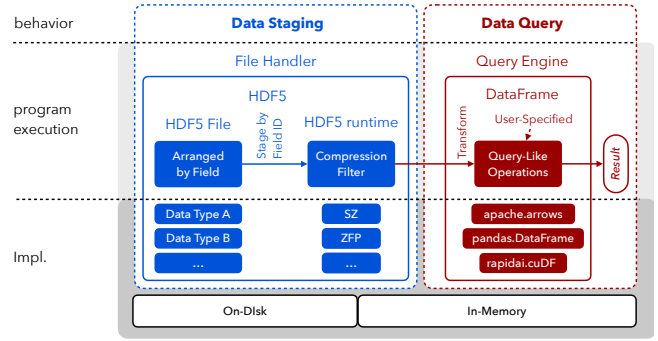 behavior
Data Staging
Data Query
File Handler
Query Engine
HDF5
DataFrame
program
execution
HDF5 File
Stage by
Field ID
HDF5 runtime
Transform
User-Specified
Arranged
by Field
Compression
Filter
Query-Like
Operations
Result
Impl.
Data Type A
SZ
apache.arrows
Data Type B
ZFP
pandas.DataFrame
...
...
rapidai.cuDF
On-DIsk
In-Memory